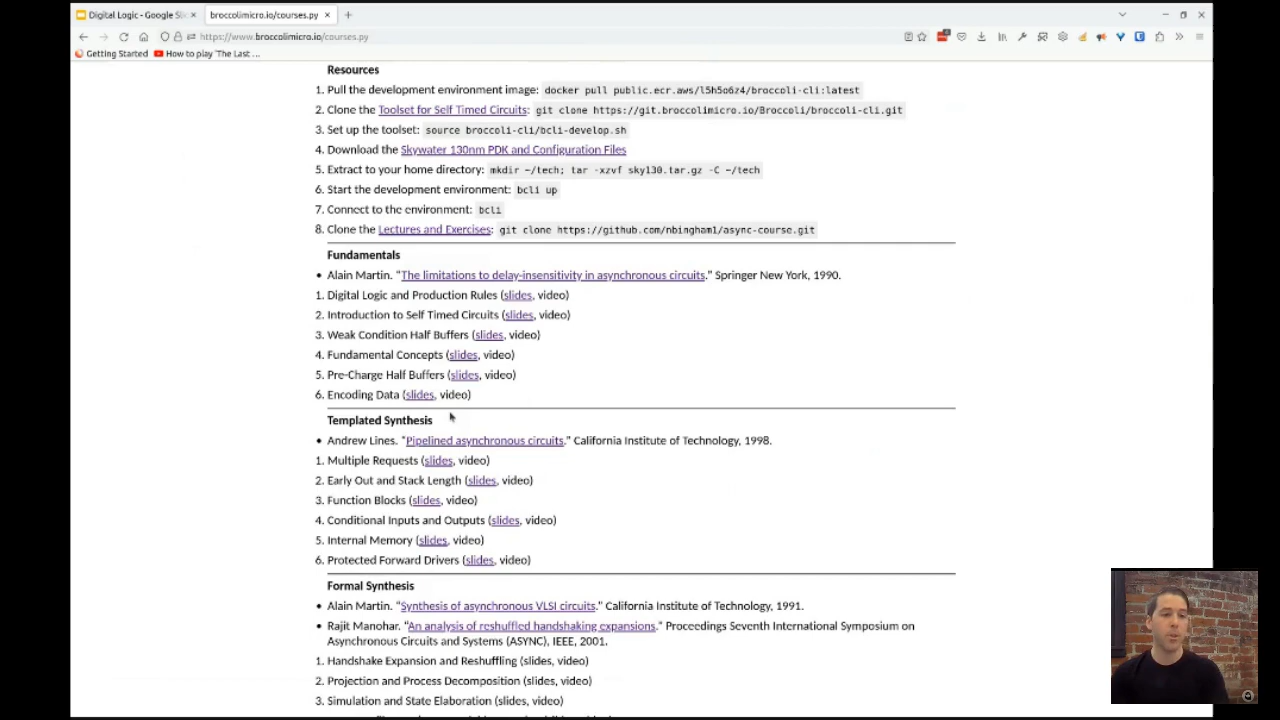 Digital Logic - Google Sli
broccolimicro.io/courses.py
https://www.broccolimicro.io/courses.py
Getting Started
How to play 'The Last ...
Resources
1. Pull the development environment image: docker pull public.ecr.aws/l5h5o6z4/broccoli-cli:latest
2. Clone the Toolset for Self Timed Circuits: git clone https://git.broccolimicro.io/Broccoli/broccoli-cli.git
3. Set up the toolset: source broccoli-cli/bcli-develop.sh
4. Download the Skywater 130nm PDK and Configuration Files
5. Extract to your home directory: mkdir ~/tech; tar -xzvf sky130.tar.gz -C ~/tech
6. Start the development environment: bcli up
7. Connect to the environment: bcli
8. Clone the Lectures and Exercises: git clone https://github.com/nbingham1/async-course.git
Fundamentals
• Alain Martin. “The limitations to delay-insensitivity in asynchronous circuits.” Springer New York, 1990.
1. Digital Logic and Production Rules (slides, video)
2. Introduction to Self Timed Circuits (slides, video)
3. Weak Condition Half Buffers (slides, video)
4. Fundamental Concepts (slides, video)
5. Pre-Charge Half Buffers (slides, video)
6. Encoding Data (slides, video)
Templated Synthesis
• Andrew Lines. “Pipelined asynchronous circuits.” California Institute of Technology, 1998.
1. Multiple Requests (slides, video)
2. Early Out and Stack Length (slides, video)
3. Function Blocks (slides, video)
4. Conditional Inputs and Outputs (slides, video)
5. Internal Memory (slides, video)
6. Protected Forward Drivers (slides, video)
Formal Synthesis
• Alain Martin. “Synthesis of asynchronous VLSI circuits.” California Institute of Technology, 1991.
• Rajit Manohar. “An analysis of reshuffled handshaking expansions.” Proceedings Seventh International Symposium on
Asynchronous Circuits and Systems (ASYNC), IEEE, 2001.
1. Handshake Expansion and Reshuffling (slides, video)
2. Projection and Process Decomposition (slides, video)
3. Simulation and State Elaboration (slides, video)